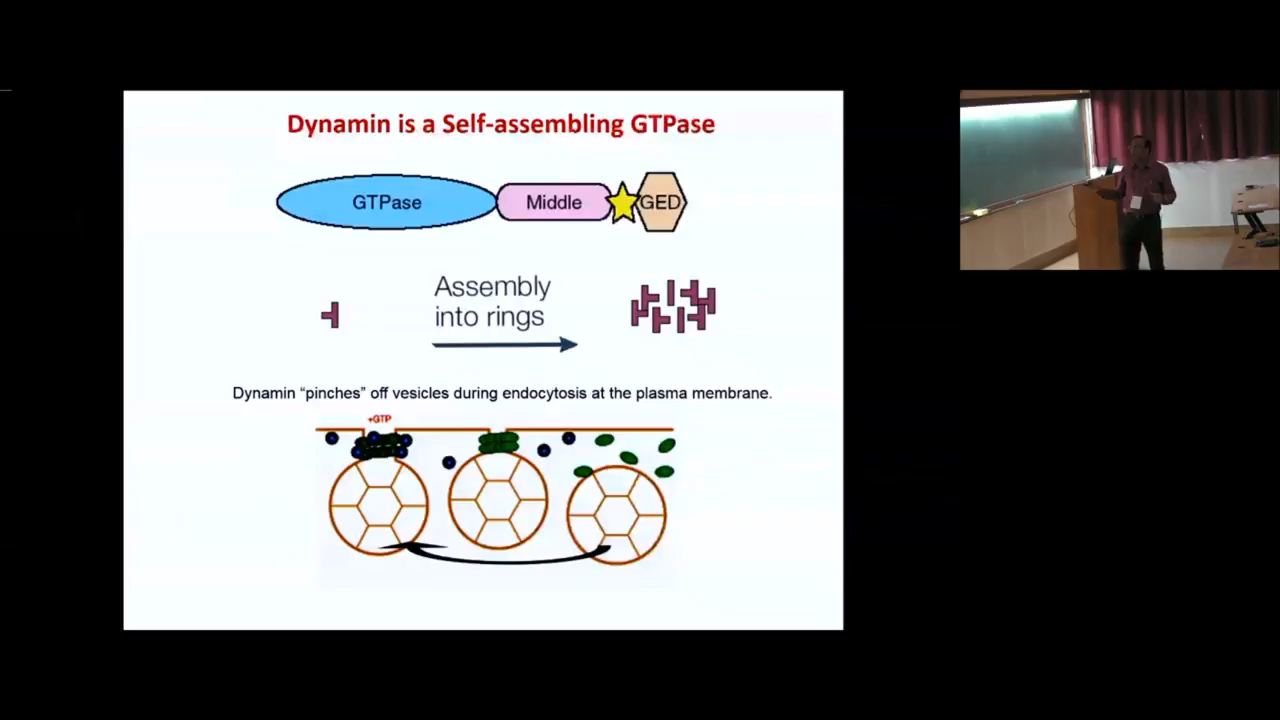 Dynamin is a Self-assembling GTPase
GTPase Middle GED
Assembly
into rings
Dynamin “pinches” off vesicles during endocytosis at the plasma membrane.
+GTP